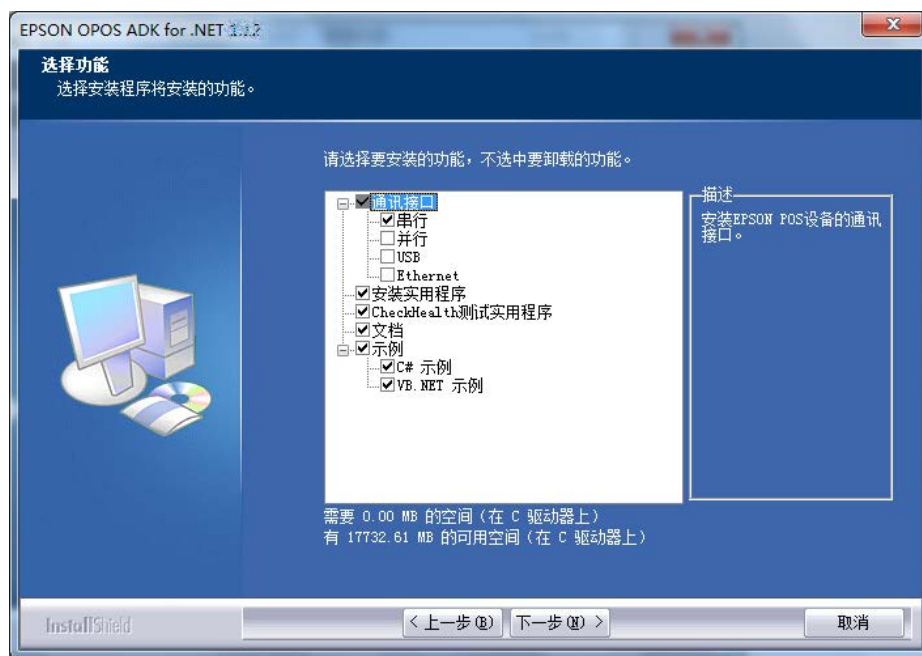 EPSON OPOS ADK for .NET 1.12
选择功能
选择安装程序将安装的功能。
请选择要安装的功能，不选中要卸载的功能。
通讯接口
串行
并行
USB
Ethernet
安装实用程序
CheckHealth测试实用程序
文档
示例
C# 示例
VB.NET 示例
描述
安装EPSON POS设备的通讯
接口。
需要 0.00 MB 的空间（在 C 驱动器上）
有 17732.61 MB 的可用空间（在 C 驱动器上）
InstallShield
< 上一步(B)
下一步(N) >
取消